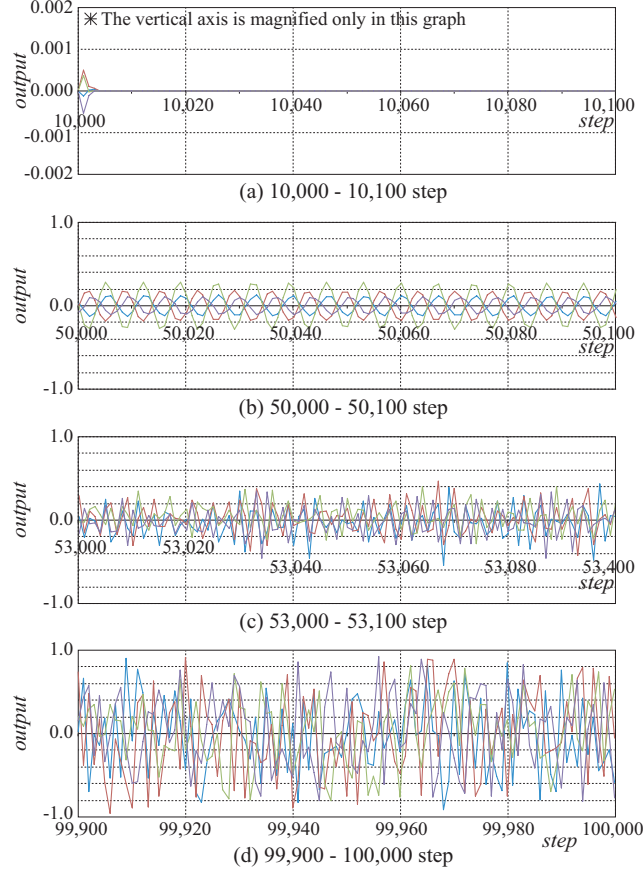 ✳ The vertical axis is magnified only in this graph
output
0.002
0.001
0.000
-0.001
-0.002
10,000
10,020
10,040
10,060
10,080
10,100
step
(a) 10,000 - 10,100 step
output
1.0
0.0
-1.0
50,000
50,020
50,040
50,060
50,080
50,100
step
(b) 50,000 - 50,100 step
output
1.0
0.0
-1.0
53,000
53,020
53,040
53,060
53,080
53,400
step
(c) 53,000 - 53,100 step
output
1.0
0.0
-1.0
99,900
99,920
99,940
99,960
99,980
100,000
step
(d) 99,900 - 100,000 step